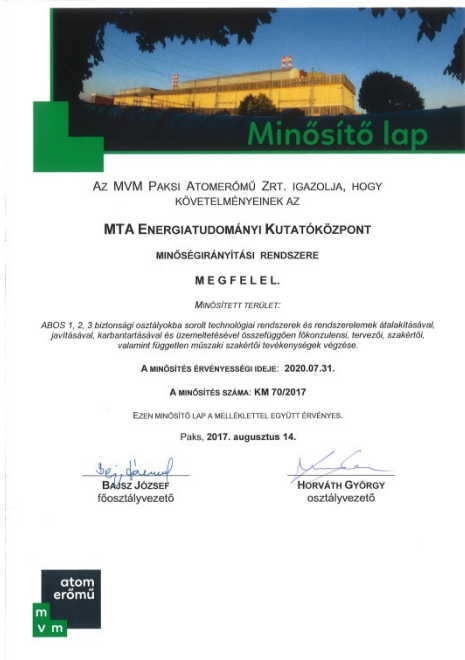 Minősítő lap
AZ MVM PAKSI ATOMERŐMŰ ZRT. IGAZOLJA, HOGY
KÖVETELMÉNYEINEK AZ
MTA ENERGIATUDOMÁNYI KUTATÓKÖZPONT
MINŐSÉGIRÁNYÍTÁSI RENDSZERE
MEGFELEL.
MINŐSÍTETT TERÜLET:
ABOS 1, 2, 3 biztonsági osztályokba sorolt technológiai rendszerek és rendszerelemek átalakításával,
javításával, karbantartásával és üzemeltetésével összefüggően főkonzulensi, tervezői, szakértői,
valamint független műszaki szakértői tevékenységek végzése.
A MINŐSÍTÉS ÉRVÉNYESSÉGI IDEJE: 2020.07.31.
A MINŐSÍTÉS SZÁMA: KM 70/2017
EZEN MINŐSÍTŐ LAP A MELLÉKLETTEL EGYÜTT ÉRVÉNYES.
Paks, 2017. augusztus 14.
BAJSZ JÓZSEF
főosztályvezető
HORVÁTH GYÖRGY
osztályvezető
atom
erőmű
m
v m